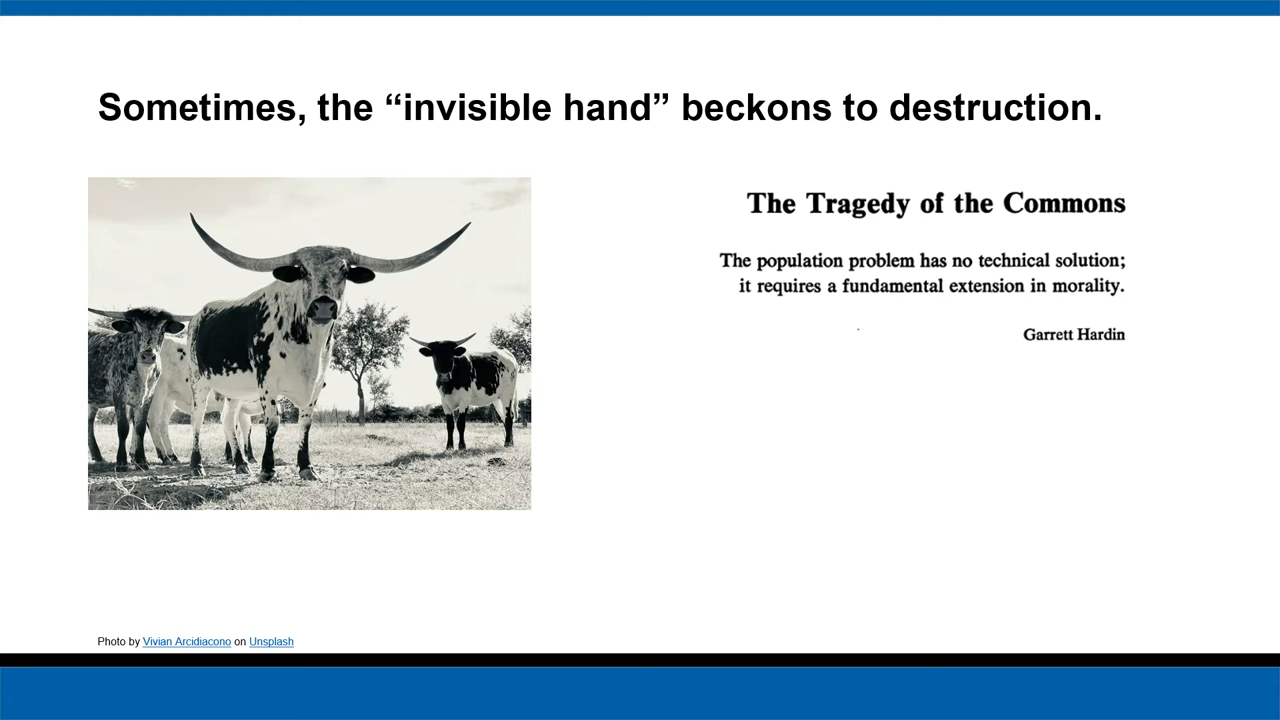 Sometimes, the “invisible hand” beckons to destruction.
The Tragedy of the Commons
The population problem has no technical solution;
it requires a fundamental extension in morality.
Garrett Hardin
Photo by Vivian Arcidiacono on Unsplash